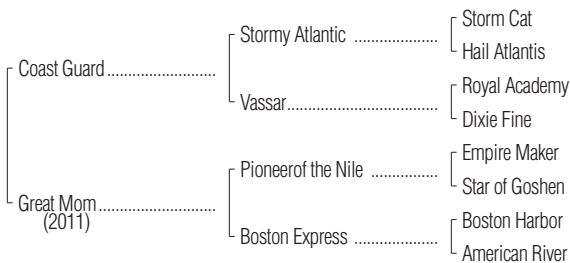 Storm Cat
Stormy Atlantic ...................
Hail Atlantis
Coast Guard.........................
Royal Academy
Vassar..................................
Dixie Fine
Empire Maker
Pioneerof the Nile ...............
Star of Goshen
Great Mom...........................
(2011)
Boston Harbor
Boston Express ...................
American River